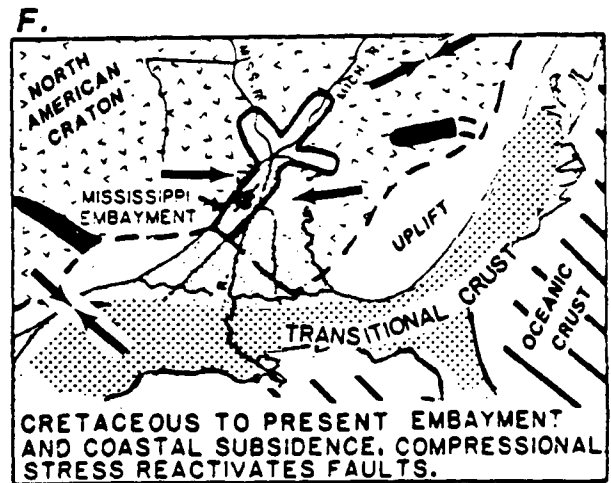 F.
NORTH
AMERICAN
CRATON
MISS. R.
MISSISSIPPI
EMBAYMENT
UPLIFT
TRANSITIONAL CRUST
OCEANIC
CRUST
CRETACEOUS TO PRESENT EMBAYMENT
AND COASTAL SUBSIDENCE. COMPRESSIONAL
STRESS REACTIVATES FAULTS.